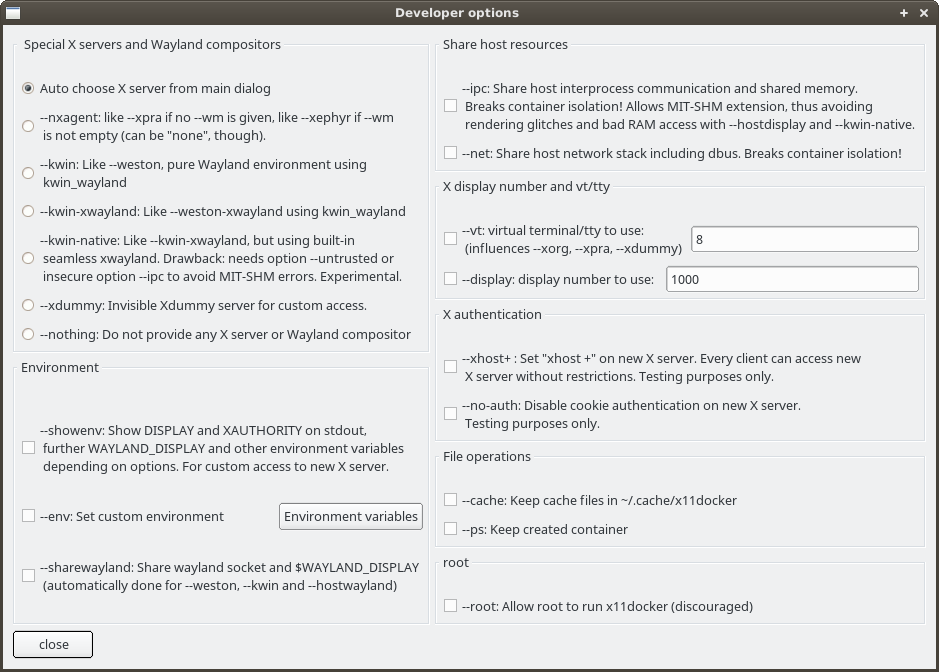 Developer options
Special X servers and Wayland compositors
Auto choose X server from main dialog
--nxagent: like --xpra if no --wm is given, like --xephyr if --wm
is not empty (can be "none", though).
--kwin: Like --weston, pure Wayland environment using
kwin_wayland
--kwin-xwayland: Like --weston-xwayland using kwin_wayland
--kwin-native: Like --kwin-xwayland, but using built-in
seamless xwayland. Drawback: needs option --untrusted or
insecure option --ipc to avoid MIT-SHM errors. Experimental.
--xdummy: Invisible Xdummy server for custom access.
--nothing: Do not provide any X server or Wayland compositor
Environment
--showenv: Show DISPLAY and XAUTHORITY on stdout,
further WAYLAND_DISPLAY and other environment variables
depending on options. For custom access to new X server.
--env: Set custom environment
Environment variables
--sharewayland: Share wayland socket and $WAYLAND_DISPLAY
(automatically done for --weston, --kwin and --hostwayland)
close
Share host resources
--ipc: Share host interprocess communication and shared memory.
Breaks container isolation! Allows MIT-SHM extension, thus avoiding
rendering glitches and bad RAM access with --hostdisplay and --kwin-native.
--net: Share host network stack including dbus. Breaks container isolation!
X display number and vt/tty
--vt: virtual terminal/tty to use:
(influences --xorg, --xpra, --xdummy)
8
--display: display number to use:
1000
X authentication
--xhost+ : Set "xhost +" on new X server. Every client can access new
X server without restrictions. Testing purposes only.
--no-auth: Disable cookie authentication on new X server.
Testing purposes only.
File operations
--cache: Keep cache files in ~/.cache/x11docker
--ps: Keep created container
root
--root: Allow root to run x11docker (discouraged)